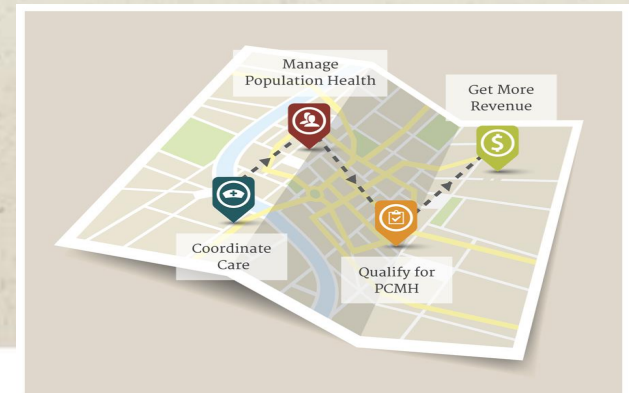 Manage
Population Health
Get More
Revenue
$
Coordinate
Care
Qualify for
PCMH